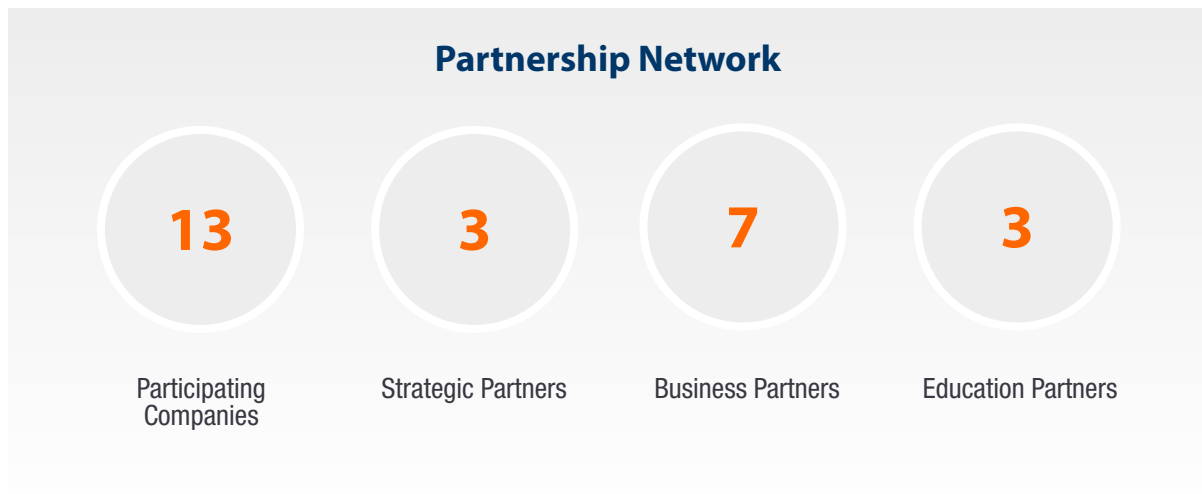 Partnership Network
13
3
7
3
Participating
Companies
Strategic Partners
Business Partners
Education Partners